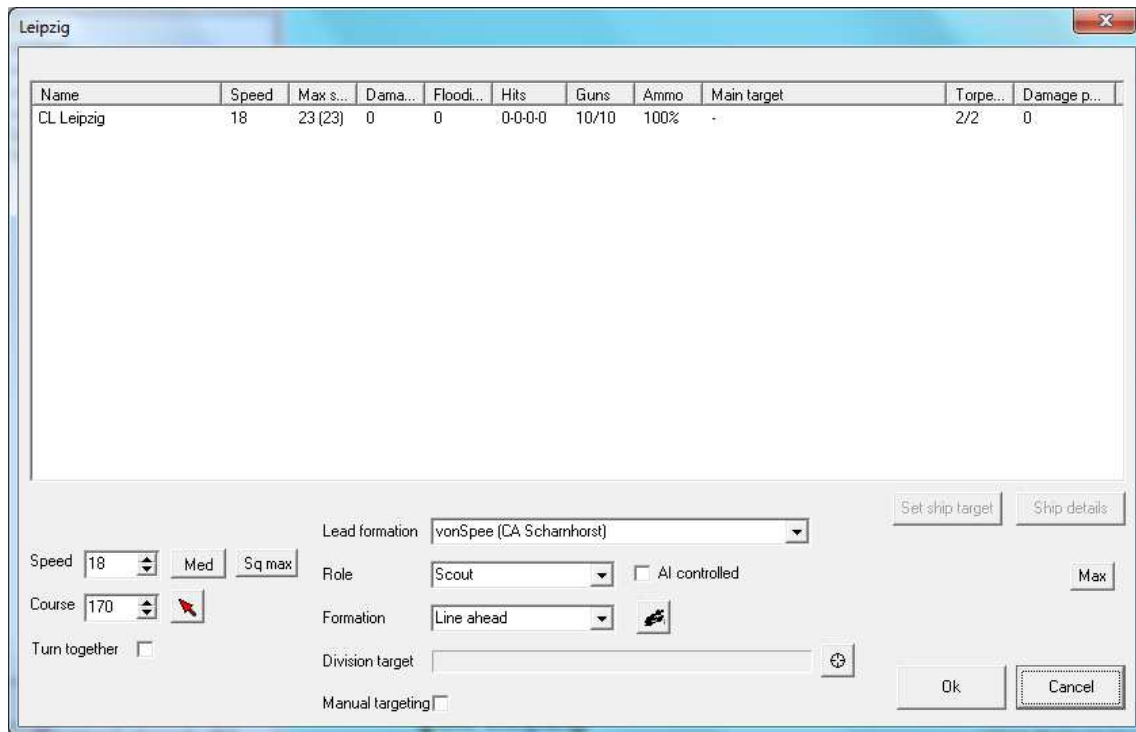 Leipzig
Name Speed Max s... Dama... Floodi... Hits Guns Ammo Main target Torpe... Damage p...
CL Leipzig 18 23 (23) 0 0 0-0-0-0 10/10 100% - 2/2 0
Set ship target Ship details
Lead formation vonSpee (CA Scharnhorst)
Speed 18 Med Sq max Role Scout AI controlled Max
Course 170 Formation Line ahead
Turn together
Division target
Ok Cancel
Manual targeting